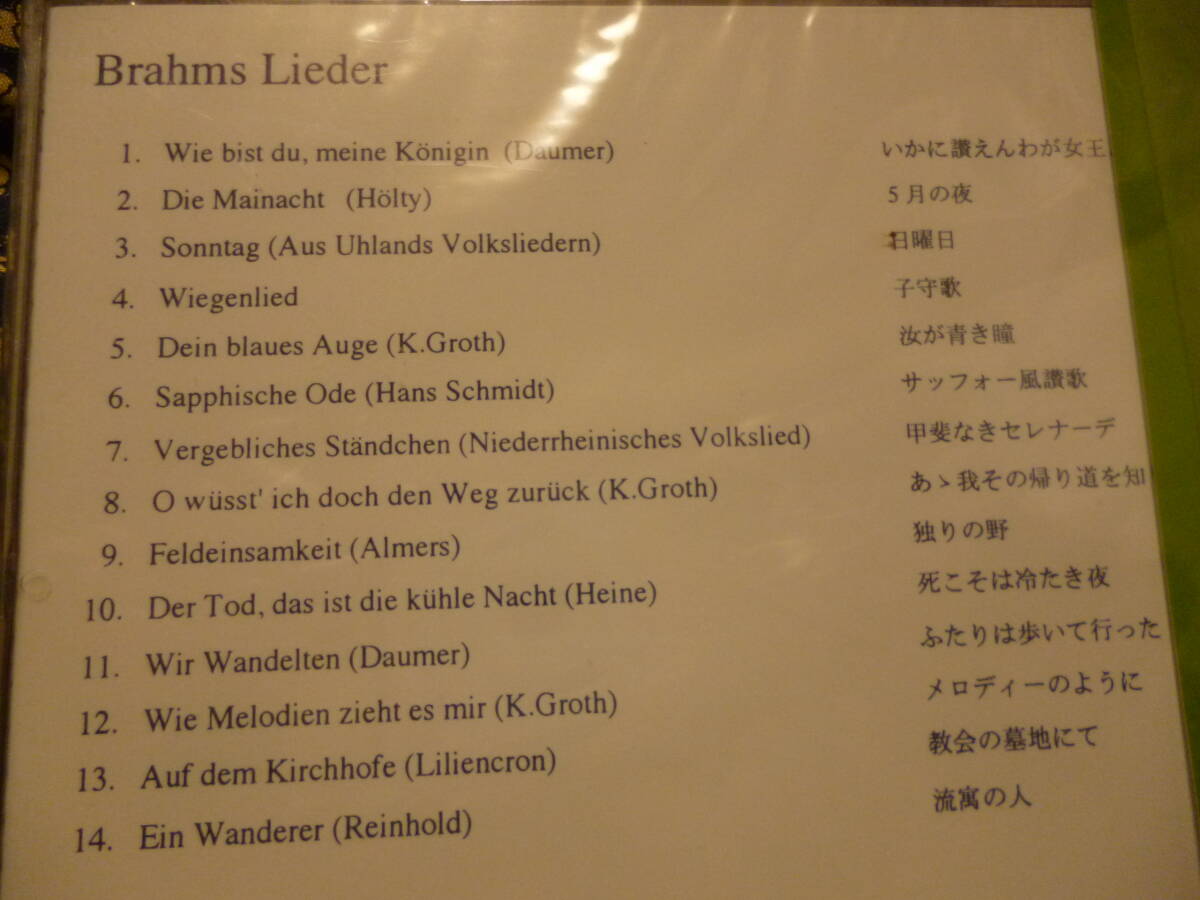 Brahms Lieder
1. Wie bist du, meine Königin (Daumer) いかに讃えんわが女王
2. Die Mainacht (Hölty) 5月の夜
3. Sonntag (Aus Uhlands Volksliedern) 日曜日
4. Wiegenlied 子守歌
5. Dein blaues Auge (K.Groth) 汝が青き瞳
6. Sapphische Ode (Hans Schmidt) サッフォー風讃歌
7. Vergebliches Ständchen (Niederrheinisches Volkslied) 甲斐なきセレナーデ
8. O wüsst' ich doch den Weg zurück (K.Groth) あゝ我その帰り道を知
9. Feldeinsamkeit (Almers) 独りの野
10. Der Tod, das ist die kühle Nacht (Heine) 死こそは冷たき夜
11. Wir Wandelten (Daumer) ふたりは歩いて行った
12. Wie Melodien zieht es mir (K.Groth) メロディーのように
13. Auf dem Kirchhofe (Liliencron) 教会の墓地にて
14. Ein Wanderer (Reinhold) 流寓の人